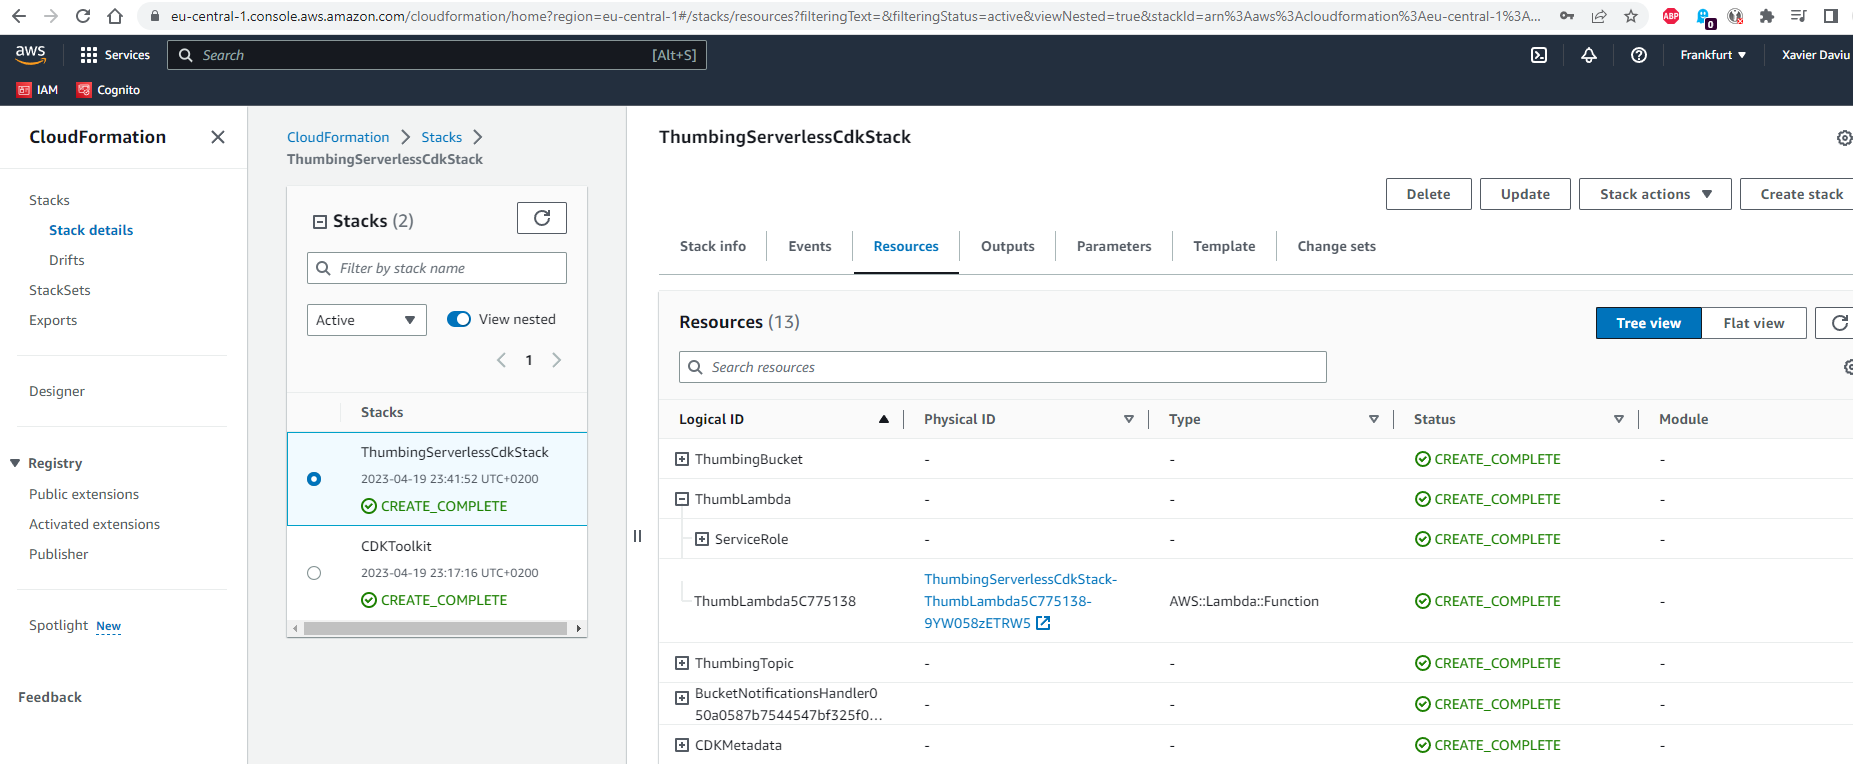 eu-central-1.console.aws.amazon.com/cloudformation/home?region=eu-central-1#/stacks/resources?filteringText=&filteringStatus=active&viewNested=true&stackId=arn%3Aaws%3Acloudformation%3Aeu-central-1%3A...
ABP
0
aws
Services
Search
[Alt+S]
Frankfurt
Xavier Daviu
IAM
Cognito
CloudFormation
Stacks
Stack details
Drifts
StackSets
Exports
Designer
Registry
Public extensions
Activated extensions
Publisher
Spotlight New
Feedback
CloudFormation
Stacks
ThumbingServerlessCdkStack
Stacks (2)
Filter by stack name
Active
View nested
1
Stacks
ThumbingServerlessCdkStack
2023-04-19 23:41:52 UTC+0200
CREATE_COMPLETE
CDKToolkit
2023-04-19 23:17:16 UTC+0200
CREATE_COMPLETE
ThumbingServerlessCdkStack
Delete
Update
Stack actions
Create stack
Stack info
Events
Resources
Outputs
Parameters
Template
Change sets
Resources (13)
Tree view
Flat view
Search resources
Logical ID
Physical ID
Type
Status
Module
ThumbingBucket - - CREATE_COMPLETE -
ThumbLambda - - CREATE_COMPLETE -
ServiceRole - - CREATE_COMPLETE -
ThumbLambda5C775138
ThumbingServerlessCdkStack-
ThumbLambda5C775138-
9YW058zETRW5
AWS::Lambda::Function
CREATE_COMPLETE
-
ThumbingTopic - - CREATE_COMPLETE -
BucketNotificationsHandler0
50a0587b7544547bf325f0...
- - CREATE_COMPLETE -
CDKMetadata - - CREATE_COMPLETE -